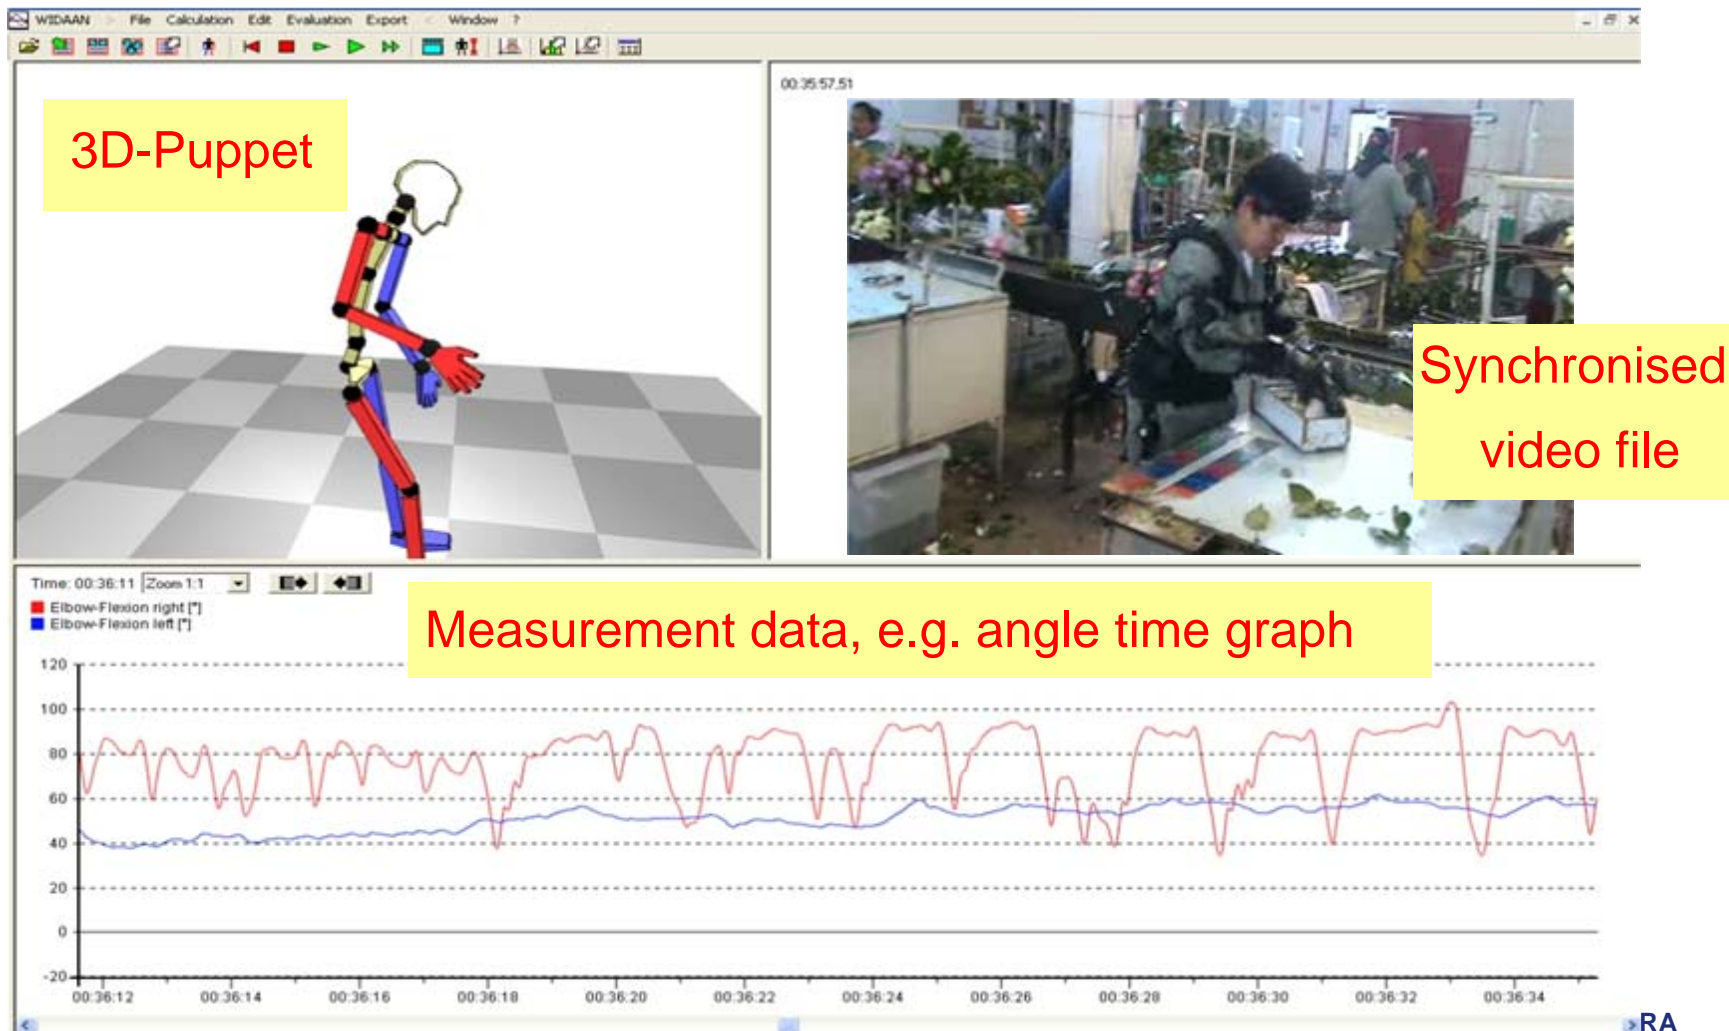 WIDAAN > File Calculation Edit Evaluation Export < Window ?
3D-Puppet
00:35:57,51
Synchronised
video file
Time: 00:36:11 Zoom 1:1
Elbow-Flexion right [°]
Elbow-Flexion left [°]
Measurement data, e.g. angle time graph
120
100
80
60
40
20
0
-20
00:36:12 00:36:14 00:36:16 00:36:18 00:36:20 00:36:22 00:36:24 00:36:26 00:36:28 00:36:30 00:36:32 00:36:34
RA